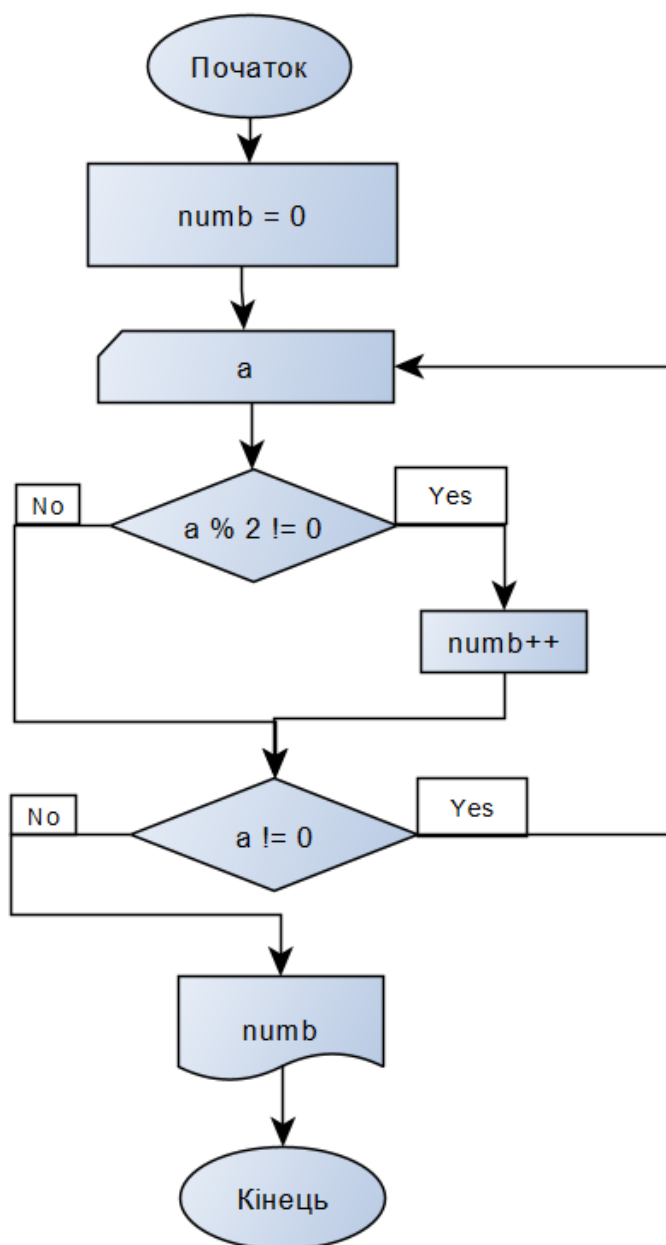 Початок
numb = 0
a
No
a % 2 != 0
Yes
numb++
No
a != 0
Yes
numb
Кінець